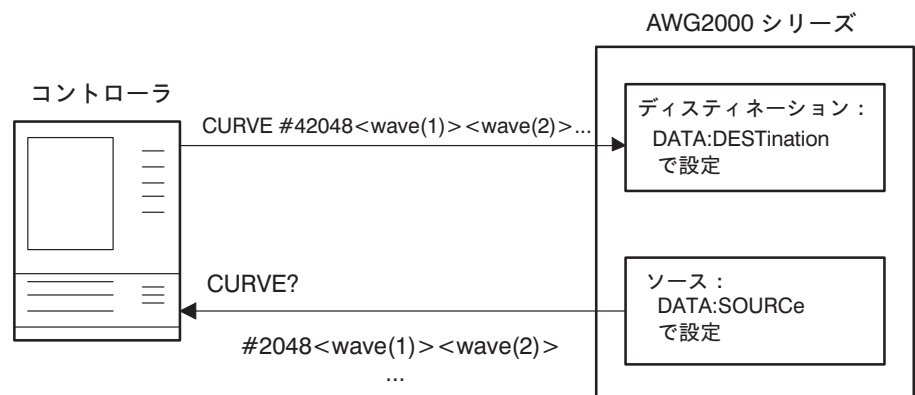 AWG2000 シリーズ
コントローラ
CURVE #42048<wave(1)><wave(2)>...
ディスティネーション：
DATA:DESTination
で設定
CURVE?
#2048<wave(1)><wave(2)>
...
ソース：
DATA:SOURCe
で設定